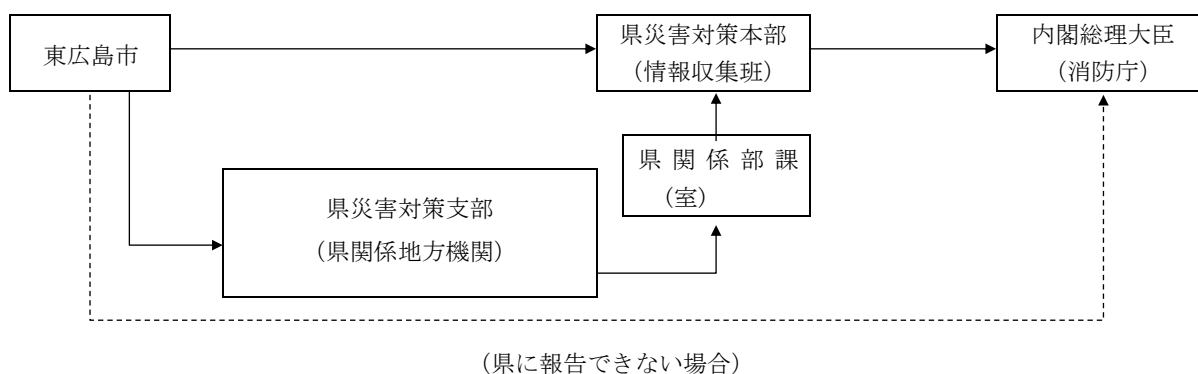 東広島市
県災害対策本部
（情報収集班）
内閣総理大臣
（消防庁）
県関係部課
（室）
県災害対策支部
（県関係地方機関）
（県に報告できない場合）